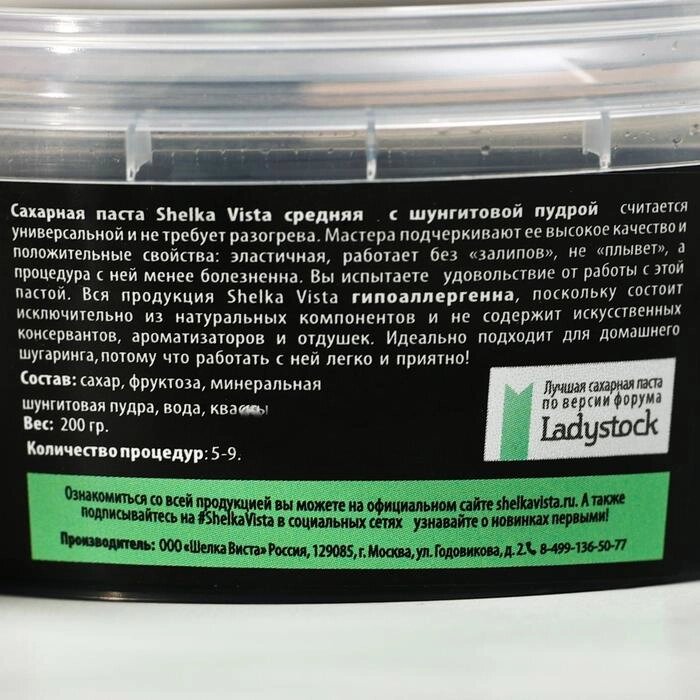 Сахарная паста Shelka Vista средняя с шунгитовой пудрой считается
универсальной и не требует разогрева. Мастера подчеркивают ее высокое качество и
положительные свойства: эластичная, работает без «залипов», не «плывет», а
процедура с ней менее болезненна. Вы испытаете удовольствие от работы с этой
пастой. Вся продукция Shelka Vista гипоаллергенна, поскольку состоит
исключительно из натуральных компонентов и не содержит искусственных
консервантов, ароматизаторов и отдушек. Идеально подходит для домашнего
шугаринга, потому что работать с ней легко и приятно!
Состав: сахар, фруктоза, минеральная
шунгитовая пудра, вода,
Вес: 200 гр.
Количество процедур: 5-9.
Лучшая сахарная паста
по версии форума
Ladystock
Ознакомиться со всей продукцией вы можете на официальном сайте shelkavista.ru. А также
подписывайтесь на #ShelkaVista в социальных сетях узнавайте о новинках первыми!
Производитель: ООО «Шелка Виста» Россия, 129085, г. Москва, ул. Годовикова, д. 2. 8-499-136-50-77